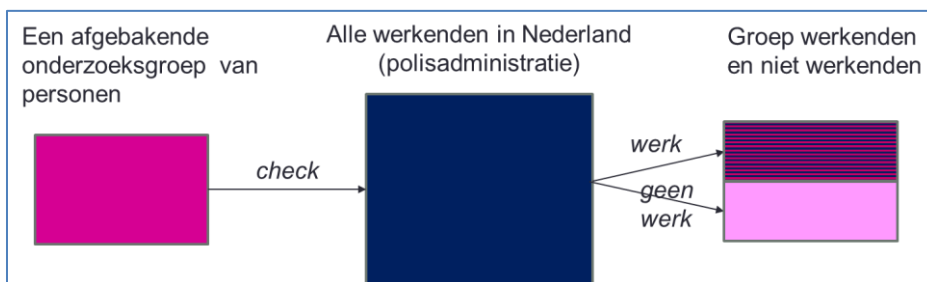 Een afgebakende
onderzoeksgroep van
personen
Alle werkenden in Nederland
(polisadministratie)
Groep werkenden
en niet werkenden
check
werk
geen
werk